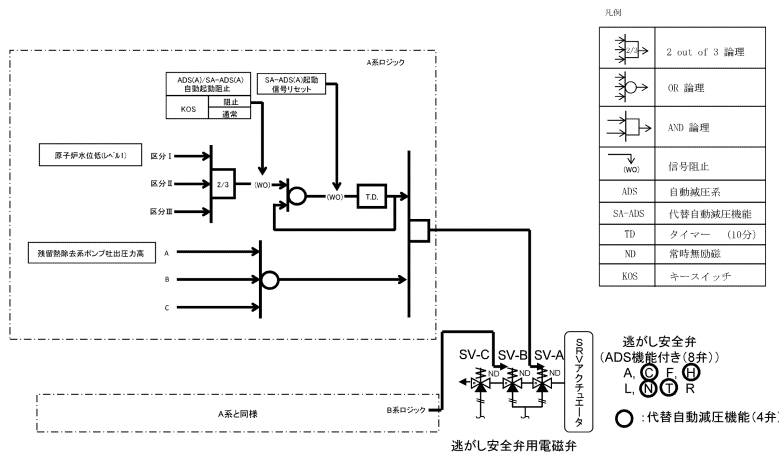 凡例
A系ロジック
ADS(A)/SA-ADS(A)
自動起動阻止
KOS
阻止
通常
SA-ADS(A)起動
信号リセット
原子炉水位低(レベル1)
区分Ⅰ
区分Ⅱ
区分Ⅲ
2/3
(WO)
(WO)
T.D.
残留熱除去系ポンプ吐出圧力高
A
B
C
2/3
2 out of 3 論理
OR 論理
AND 論理
(WO)
信号阻止
ADS
自動減圧系
SA-ADS
代替自動減圧機能
TD
タイマー (10分)
ND
常時無励磁
KOS
キースイッチ
SV-C
SV-B
SV-A
ND
ND
ND
SRVアクチュエータ
逃がし安全弁
(ADS機能付き(8弁))
A, C F, H
L, N T R
:代替自動減圧機能(4弁)
A系と同様
B系ロジック
逃がし安全弁用電磁弁